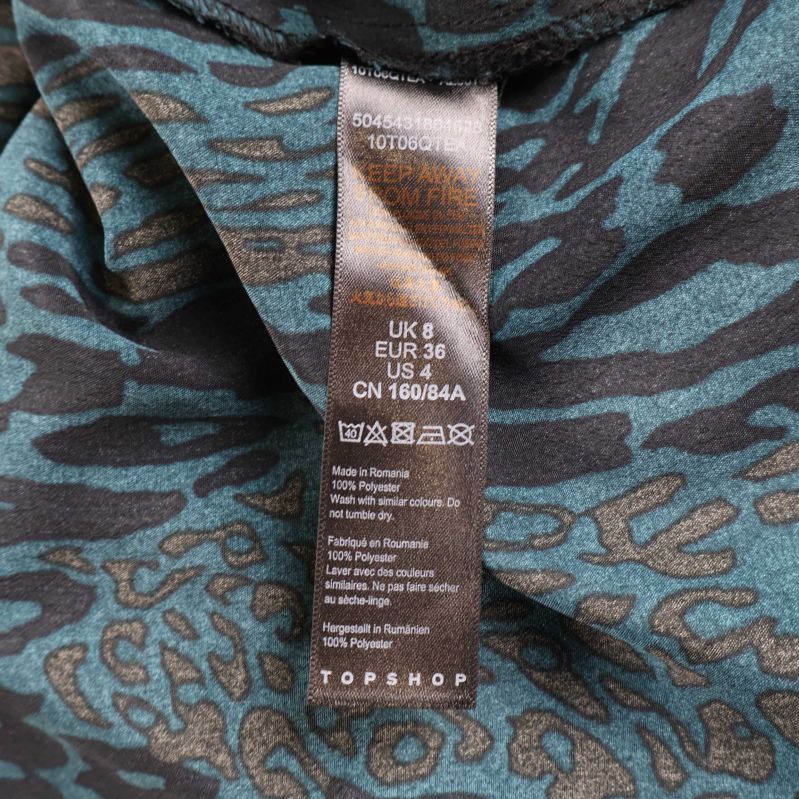 10T06QTEA
10T06QTEA
KEEP AWAY
FROM FIRE
UK 8
EUR 36
US 4
CN 160/84A
40
Made in Romania
100% Polyester
Wash with similar colours. Do
not tumble dry.
Fabriqué en Roumanie
100% Polyester
Laver avec des couleurs
similaires. Ne pas faire sécher
au sèche-linge.
Hergestellt in Rumänien
100% Polyester
TOPSHOP